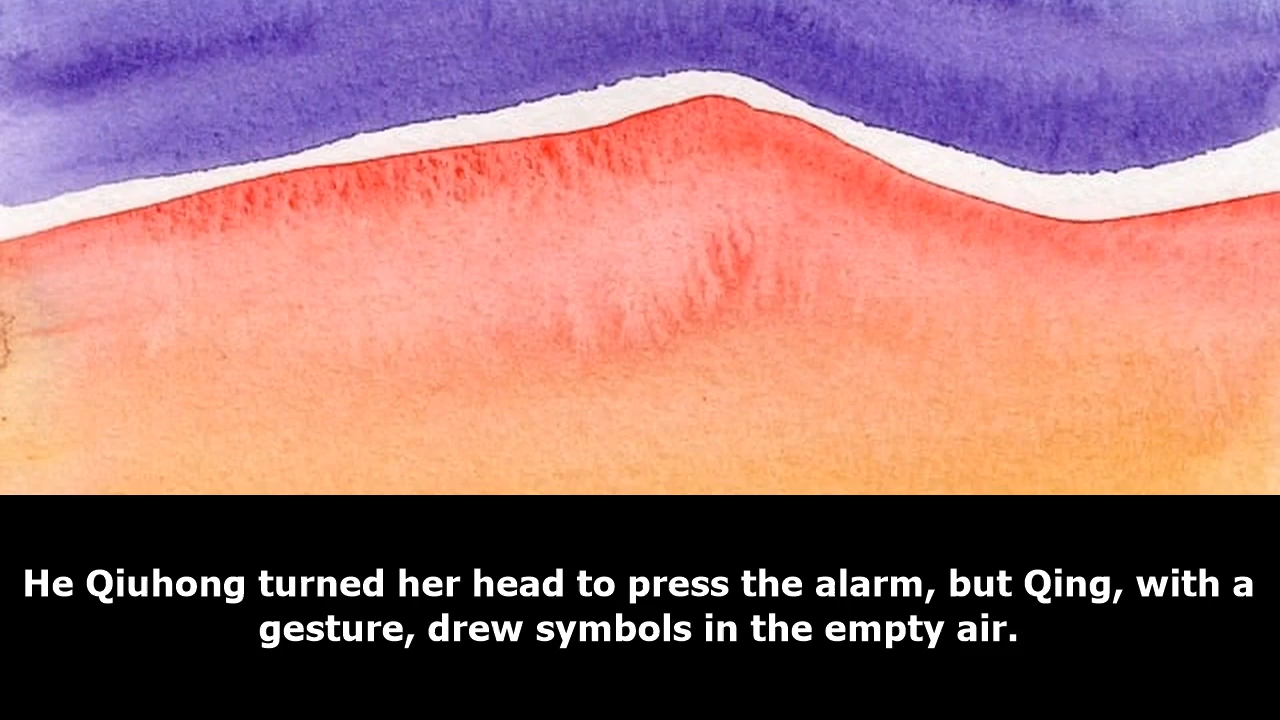 He Qiuhong turned her head to press the alarm, but Qing, with a
gesture, drew symbols in the empty air.